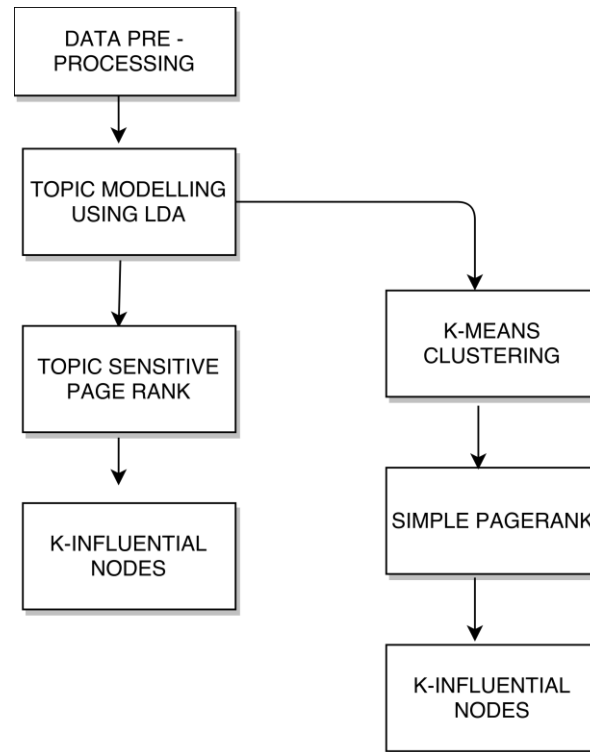 DATA PRE -
PROCESSING
TOPIC MODELLING
USING LDA
TOPIC SENSITIVE
PAGE RANK
K-INFLUENTIAL
NODES
K-MEANS
CLUSTERING
SIMPLE PAGERANK
K-INFLUENTIAL
NODES